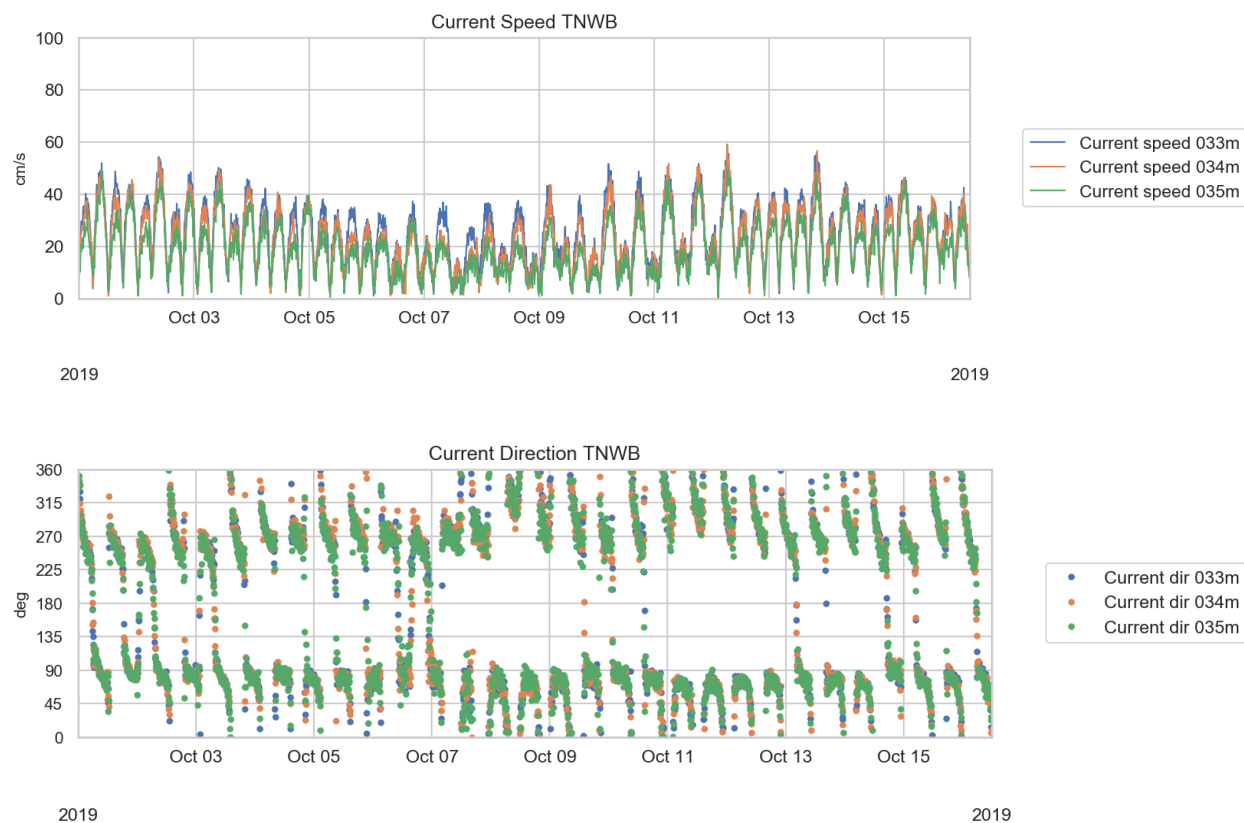 Current Speed TNWB
100
80
60
40
20
0
cm/s
Oct 03 Oct 05 Oct 07 Oct 09 Oct 11 Oct 13 Oct 15
2019 2019
Current speed 033m
Current speed 034m
Current speed 035m
Current Direction TNWB
360
315
270
225
180
135
90
45
0
deg
Oct 03 Oct 05 Oct 07 Oct 09 Oct 11 Oct 13 Oct 15
2019 2019
Current dir 033m
Current dir 034m
Current dir 035m